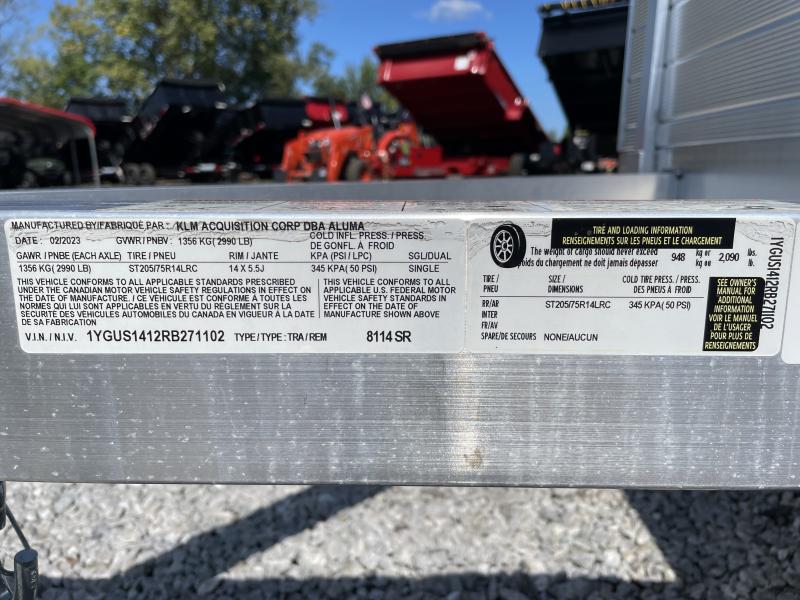 MANUFACTURED BY/FABRIQUÉ PAR : KLM ACQUISITION CORP DBA ALUMA
DATE : 02/2023 GVWR / PNBV : 1356 KG( 2990 LB) COLD INFL. PRESS./ PRESS. DE GONFL. À FROID
GAWR / PNBE (EACH AXLE) TIRE / PNEU RIM / JANTE KPA (PSI / LPC) SGL/DUAL
1356 KG( 2990 LB) ST205/75R14LRC 14 X 5.5J 345 KPA( 50 PSI) SINGLE
THIS VEHICLE CONFORMS TO ALL APPLICABLE STANDARDS PRESCRIBED
UNDER THE CANADIAN MOTOR VEHICLE SAFETY REGULATIONS IN EFFECT ON
THE DATE OF MANUFACTURE. / CE VÉHICULE EST CONFORME À TOUTES LES
NORMES QUI LUI SONT APPLICABLES EN VERTU DU RÈGLEMENT SUR LA
SÉCURITÉ DES VÉHICULES AUTOMOBILES DU CANADA EN VIGUEUR À LA DATE
DE SA FABRICATION
THIS VEHICLE CONFORMS TO
ALL APPLICABLE U.S. FEDERAL MOTOR
VEHICLE SAFETY STANDARDS IN
EFFECT ON THE DATE OF
MANUFACTURE SHOWN ABOVE
V.I.N. / N.I.V. 1YGUS1412RB271102 TYPE / TYPE : TRA / REM 8114 SR
TIRE AND LOADING INFORMATION
RENSEIGNEMENTS SUR LES PNEUS ET LE CHARGEMENT
The weight of cargo should never exceed 948 kg or 2,090 lbs.
poids du chargement ne doit jamais dépasser kg ou lb.
TIRE / PNEU SIZE / DIMENSIONS COLD TIRE PRESS. / PRESS. DES PNEUS À FROID
RR/AR ST205/75R14LRC 345 KPA( 50 PSI)
INTER
FR/AV
SPARE/DE SECOURS NONE/AUCUN
SEE OWNER'S
MANUAL FOR
ADDITIONAL
INFORMATION
VOIR LE MANUEL
DE L'USAGER
POUR PLUS DE
RENSEIGNEMENTS
1YGUS1412RB271102